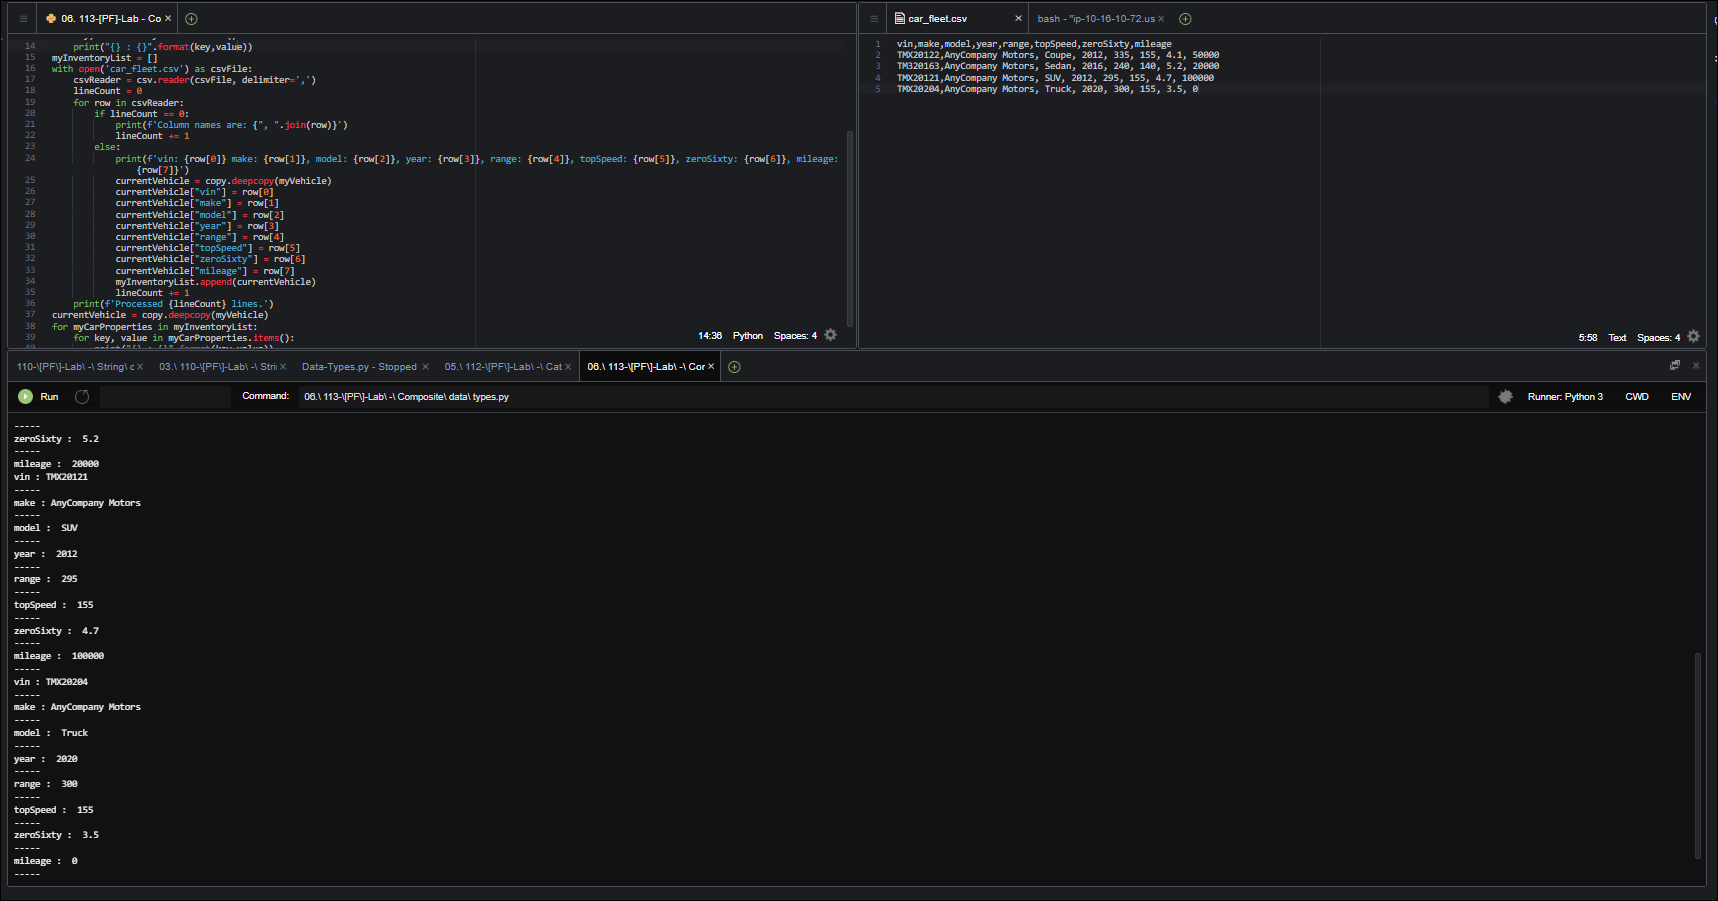 06. 113-[PF]-Lab - Co
14 print("{} : {}".format(key,value))
15 myInventoryList = []
16 with open('car_fleet.csv') as csvFile:
17 csvReader = csv.reader(csvFile, delimiter=',')
18 lineCount = 0
19 for row in csvReader:
20 if lineCount == 0:
21 print(f'Column names are: {", ".join(row)}')
22 lineCount += 1
23 else:
24 print(f'vin: {row[0]} make: {row[1]}, model: {row[2]}, year: {row[3]}, range: {row[4]}, topSpeed: {row[5]}, zeroSixty: {row[6]}, mileage:
{row[7]}')
25 currentVehicle = copy.deepcopy(myVehicle)
26 currentVehicle["vin"] = row[0]
27 currentVehicle["make"] = row[1]
28 currentVehicle["model"] = row[2]
29 currentVehicle["year"] = row[3]
30 currentVehicle["range"] = row[4]
31 currentVehicle["topSpeed"] = row[5]
32 currentVehicle["zeroSixty"] = row[6]
33 currentVehicle["mileage"] = row[7]
34 myInventoryList.append(currentVehicle)
35 lineCount += 1
36 print(f'Processed {lineCount} lines.')
37 currentVehicle = copy.deepcopy(myVehicle)
38 for myCarProperties in myInventoryList:
39 for key, value in myCarProperties.items():
14:36 Python Spaces: 4
car_fleet.csv bash - "ip-10-16-10-72.us
1 vin,make,model,year,range,topSpeed,zeroSixty,mileage
2 TMX20122,AnyCompany Motors, Coupe, 2012, 335, 155, 4.1, 50000
3 TM320163,AnyCompany Motors, Sedan, 2016, 240, 140, 5.2, 20000
4 TMX20121,AnyCompany Motors, SUV, 2012, 295, 155, 4.7, 100000
5 TMX20204,AnyCompany Motors, Truck, 2020, 300, 155, 3.5, 0
5:58 Text Spaces: 4
110-\[PF\]-Lab\ -\ String\ c 03.\ 110-\[PF\]-Lab\ -\ Stri Data-Types.py - Stopped 05.\ 112-\[PF\]-Lab\ -\ Cat 06.\ 113-\[PF\]-Lab\ -\ Cor
Run Command: 06.\ 113-\[PF\]-Lab\ -\ Composite\ data\ types.py Runner: Python 3 CWD ENV
-----
zeroSixty :  5.2
-----
mileage :  20000
vin : TMX20121
-----
make : AnyCompany Motors
-----
model :  SUV
-----
year :  2012
-----
range :  295
-----
topSpeed :  155
-----
zeroSixty :  4.7
-----
mileage :  100000
-----
vin : TMX20204
-----
make : AnyCompany Motors
-----
model :  Truck
-----
year :  2020
-----
range :  300
-----
topSpeed :  155
-----
zeroSixty :  3.5
-----
mileage :  0
-----